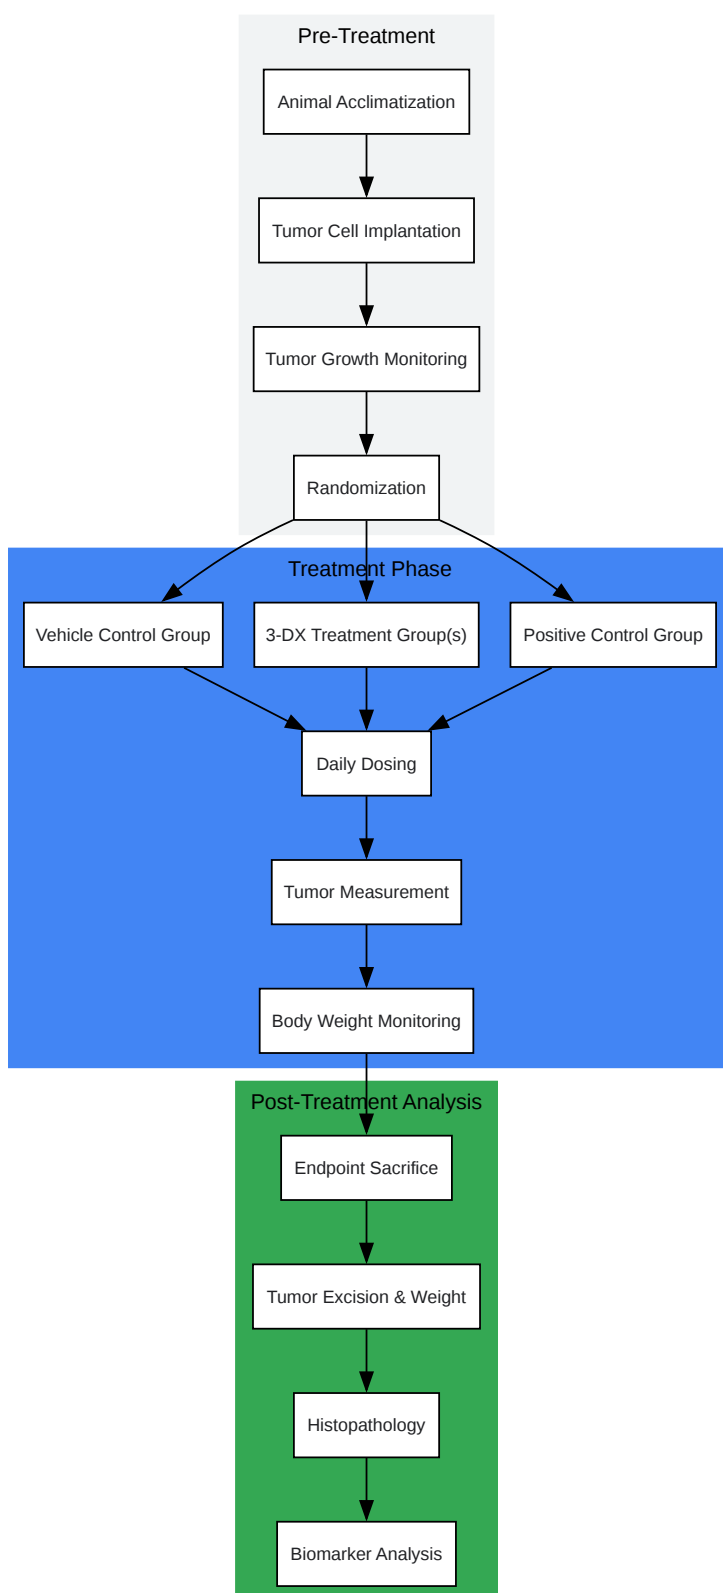 Pre-Treatment
Animal Acclimatization
Tumor Cell Implantation
Tumor Growth Monitoring
Randomization
Treatment Phase
Vehicle Control Group
3-DX Treatment Group(s)
Positive Control Group
Daily Dosing
Tumor Measurement
Body Weight Monitoring
Post-Treatment Analysis
Endpoint Sacrifice
Tumor Excision & Weight
Histopathology
Biomarker Analysis